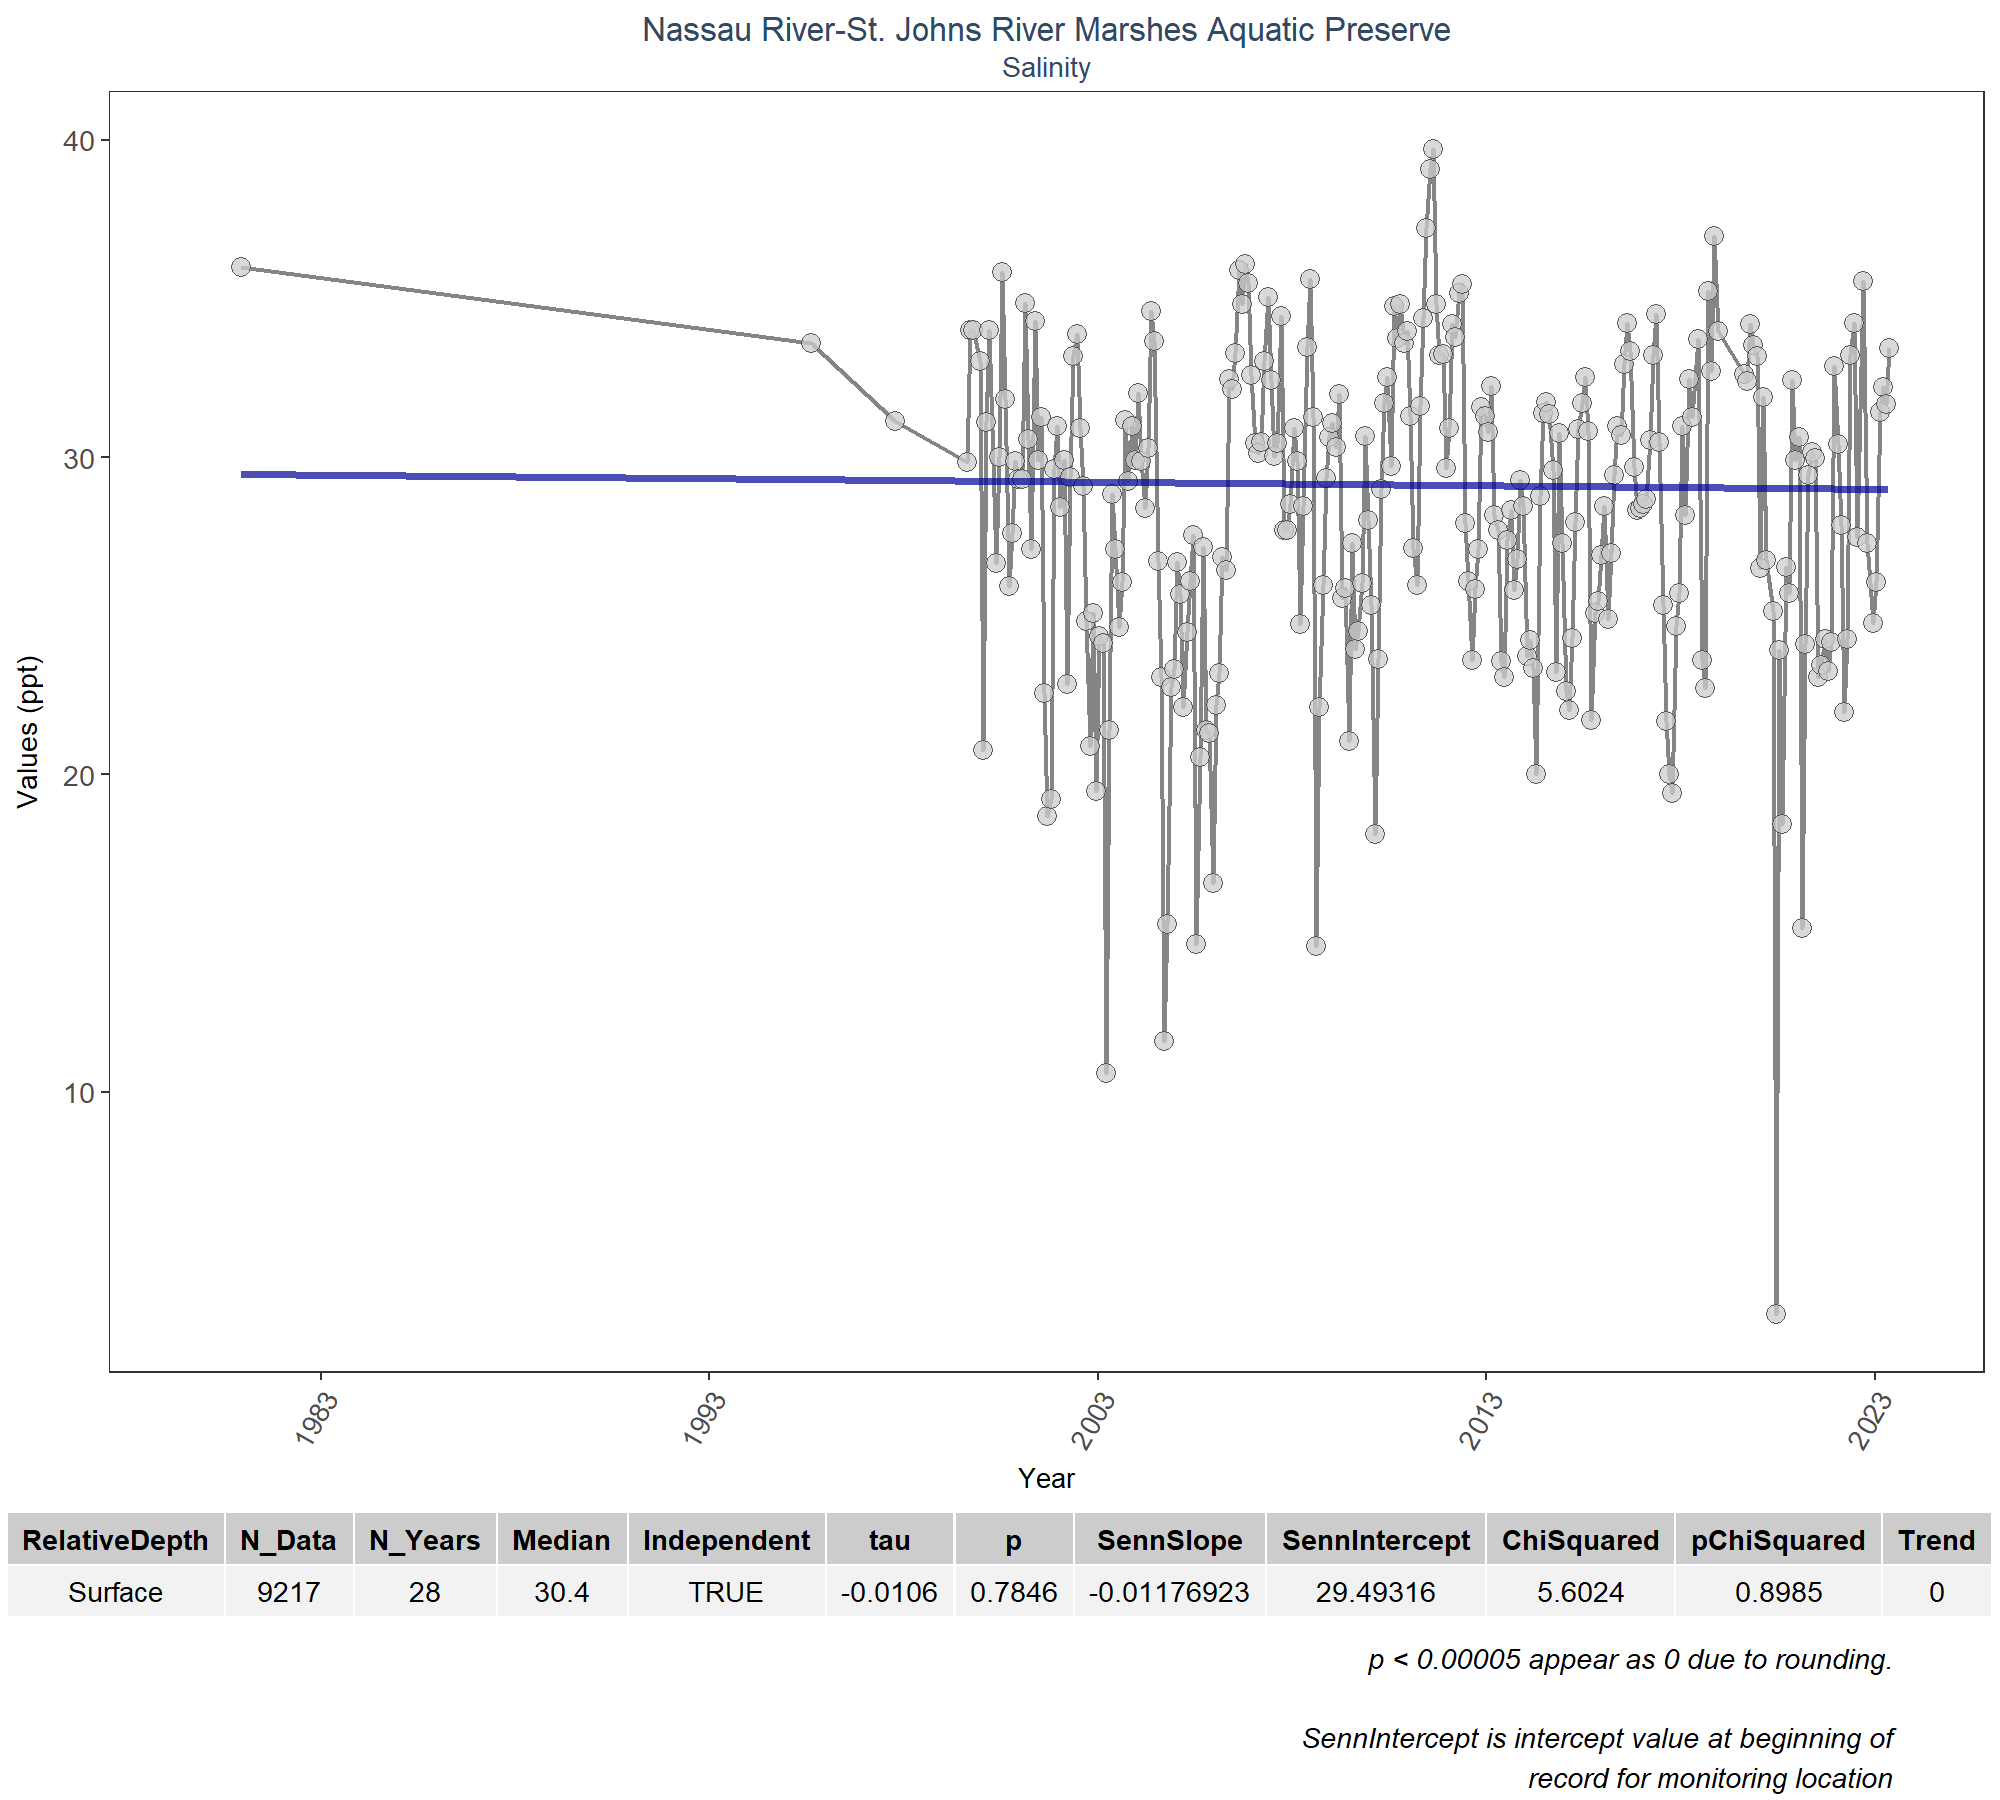 Nassau River-St. Johns River Marshes Aquatic Preserve
Salinity
Values (ppt)
40
30
20
10
1983
1993
2003
2013
2023
Year
RelativeDepth N_Data N_Years Median Independent tau p SennSlope SennIntercept ChiSquared pChiSquared Trend
Surface 9217 28 30.4 TRUE -0.0106 0.7846 -0.01176923 29.49316 5.6024 0.8985 0
p < 0.00005 appear as 0 due to rounding.
SennIntercept is intercept value at beginning of
record for monitoring location